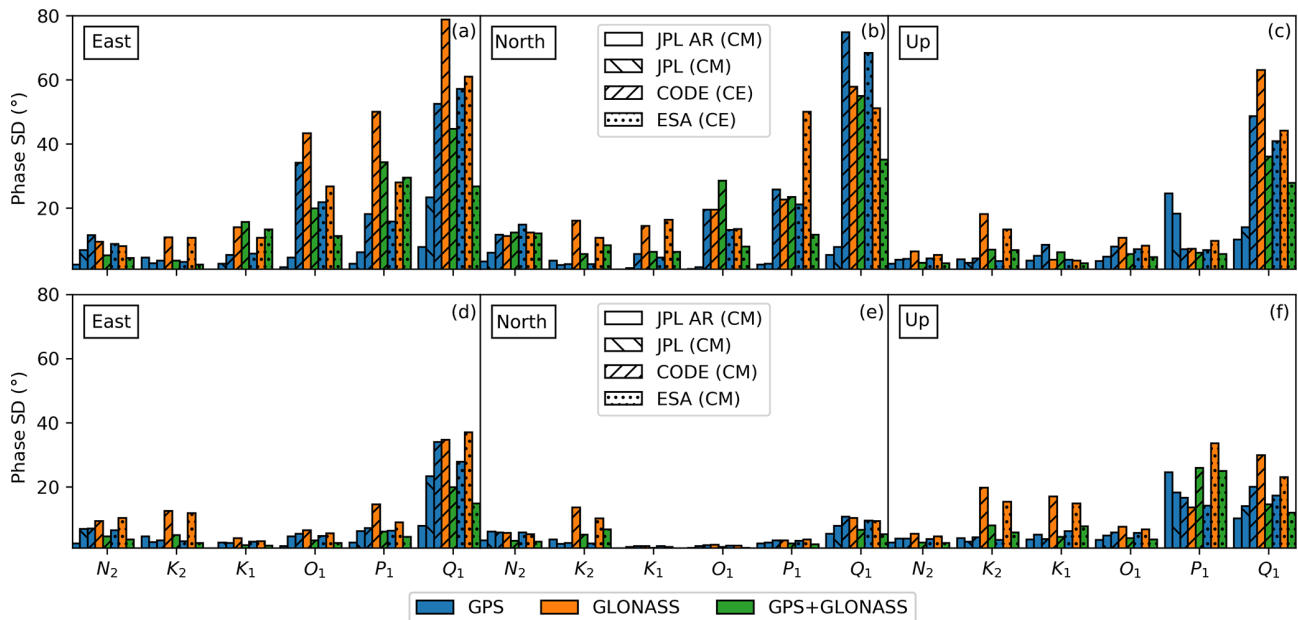 80
60
40
20
Phase SD (°)
East
(a)
North
(b)
JPL AR (CM)
JPL (CM)
CODE (CE)
ESA (CE)
Up
(c)
80
60
40
20
Phase SD (°)
East
(d)
North
(e)
JPL AR (CM)
JPL (CM)
CODE (CM)
ESA (CM)
Up
(f)
N₂ K₂ K₁ O₁ P₁ Q₁ N₂ K₂ K₁ O₁ P₁ Q₁ N₂ K₂ K₁ O₁ P₁ Q₁
GPS GLONASS GPS+GLONASS